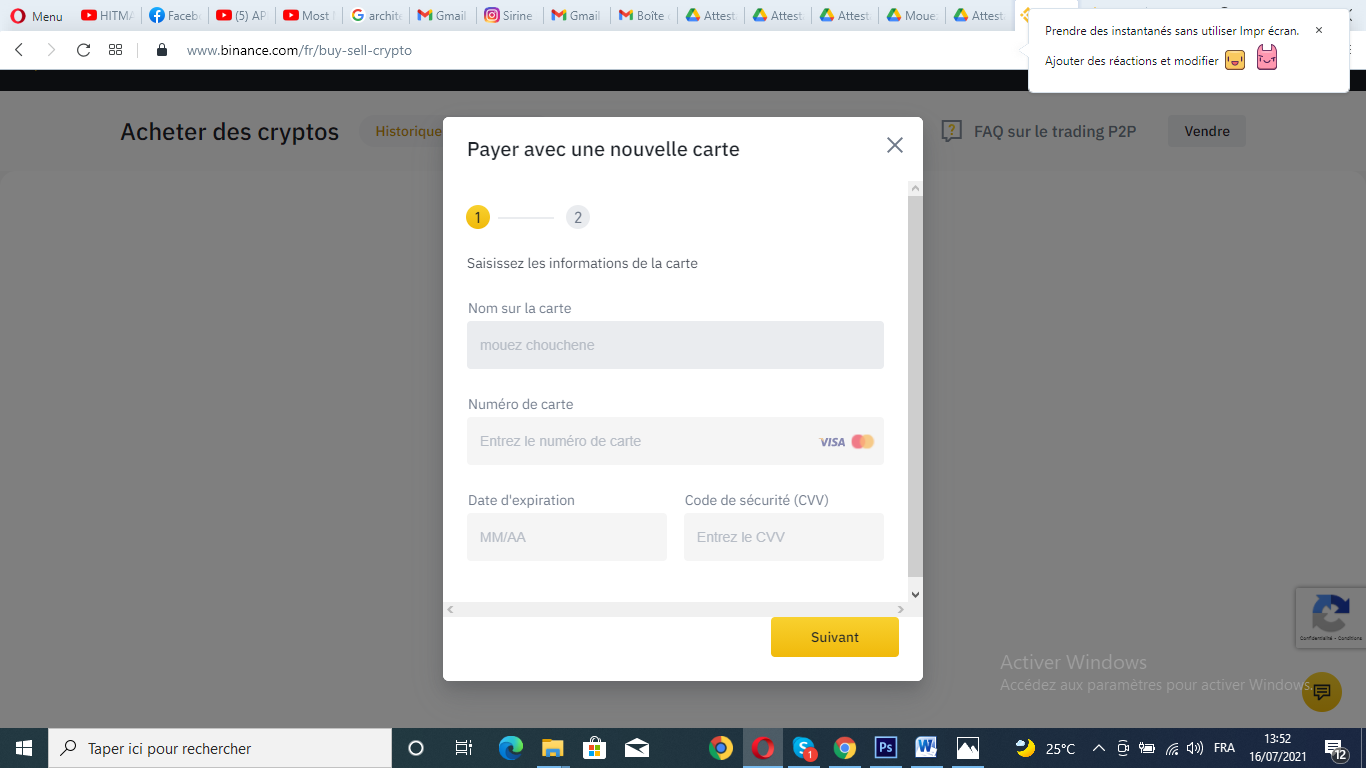 Menu
HITMA
Faceb
(5) AP
Most
archite
Gmail
Sirine
Gmail
Boîte
Attest
Attest
Attest
Moue
Attest
www.binance.com/fr/buy-sell-crypto
Prendre des instantanés sans utiliser Impr écran.
Ajouter des réactions et modifier
Acheter des cryptos
Historique
FAQ sur le trading P2P
Vendre
Payer avec une nouvelle carte
1
2
Saisissez les informations de la carte
Nom sur la carte
mouez chouchene
Numéro de carte
Entrez le numéro de carte
VISA
Date d'expiration
Code de sécurité (CVV)
MM/AA
Entrez le CVV
Suivant
Confidentialité - Conditions
Activer Windows
Accédez aux paramètres pour activer Windows.
Taper ici pour rechercher
1
Ps
25°C
FRA
13:52
16/07/2021
12